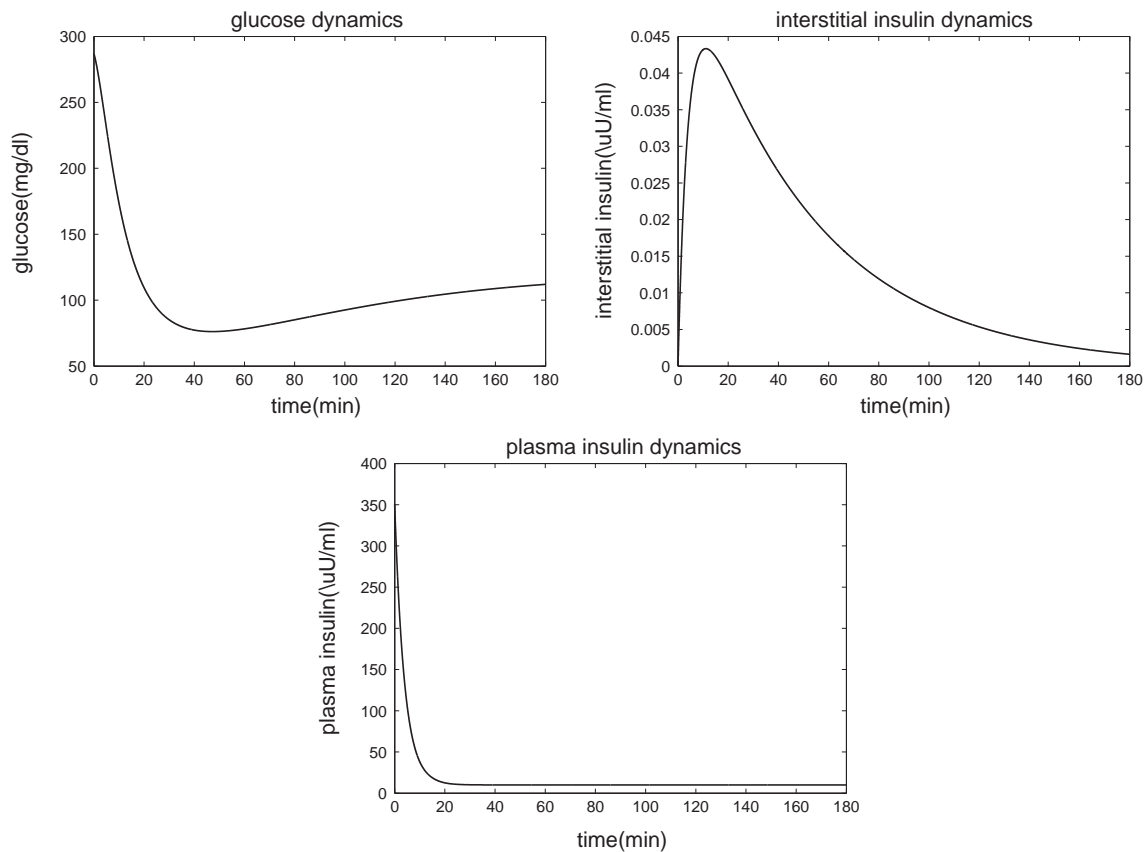 glucose dynamics
300
250
200
150
100
50
0 20 40 60 80 100 120 140 160 180
time(min)
glucose(mg/dl)
interstitial insulin dynamics
0.045
0.04
0.035
0.03
0.025
0.02
0.015
0.01
0.005
0
0 20 40 60 80 100 120 140 160 180
time(min)
interstitial insulin(\uU/ml)
plasma insulin dynamics
400
350
300
250
200
150
100
50
0
0 20 40 60 80 100 120 140 160 180
time(min)
plasma insulin(\uU/ml)